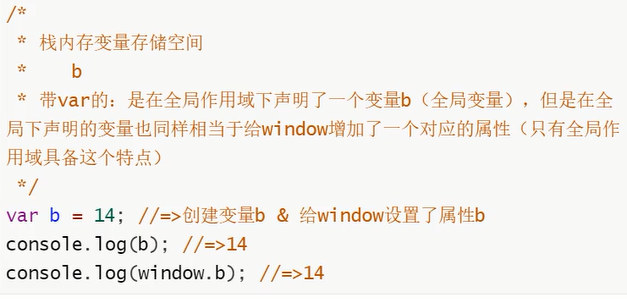 /*
 * 栈内存变量存储空间
 *    b
 * 带var的：是在全局作用域下声明了一个变量b（全局变量），但是在全
局下声明的变量也同样相当于给window增加了一个对应的属性（只有全局作
用域具备这个特点）
 */
var b = 14; //=>创建变量b & 给window设置了属性b
console.log(b); //=>14
console.log(window.b); //=>14